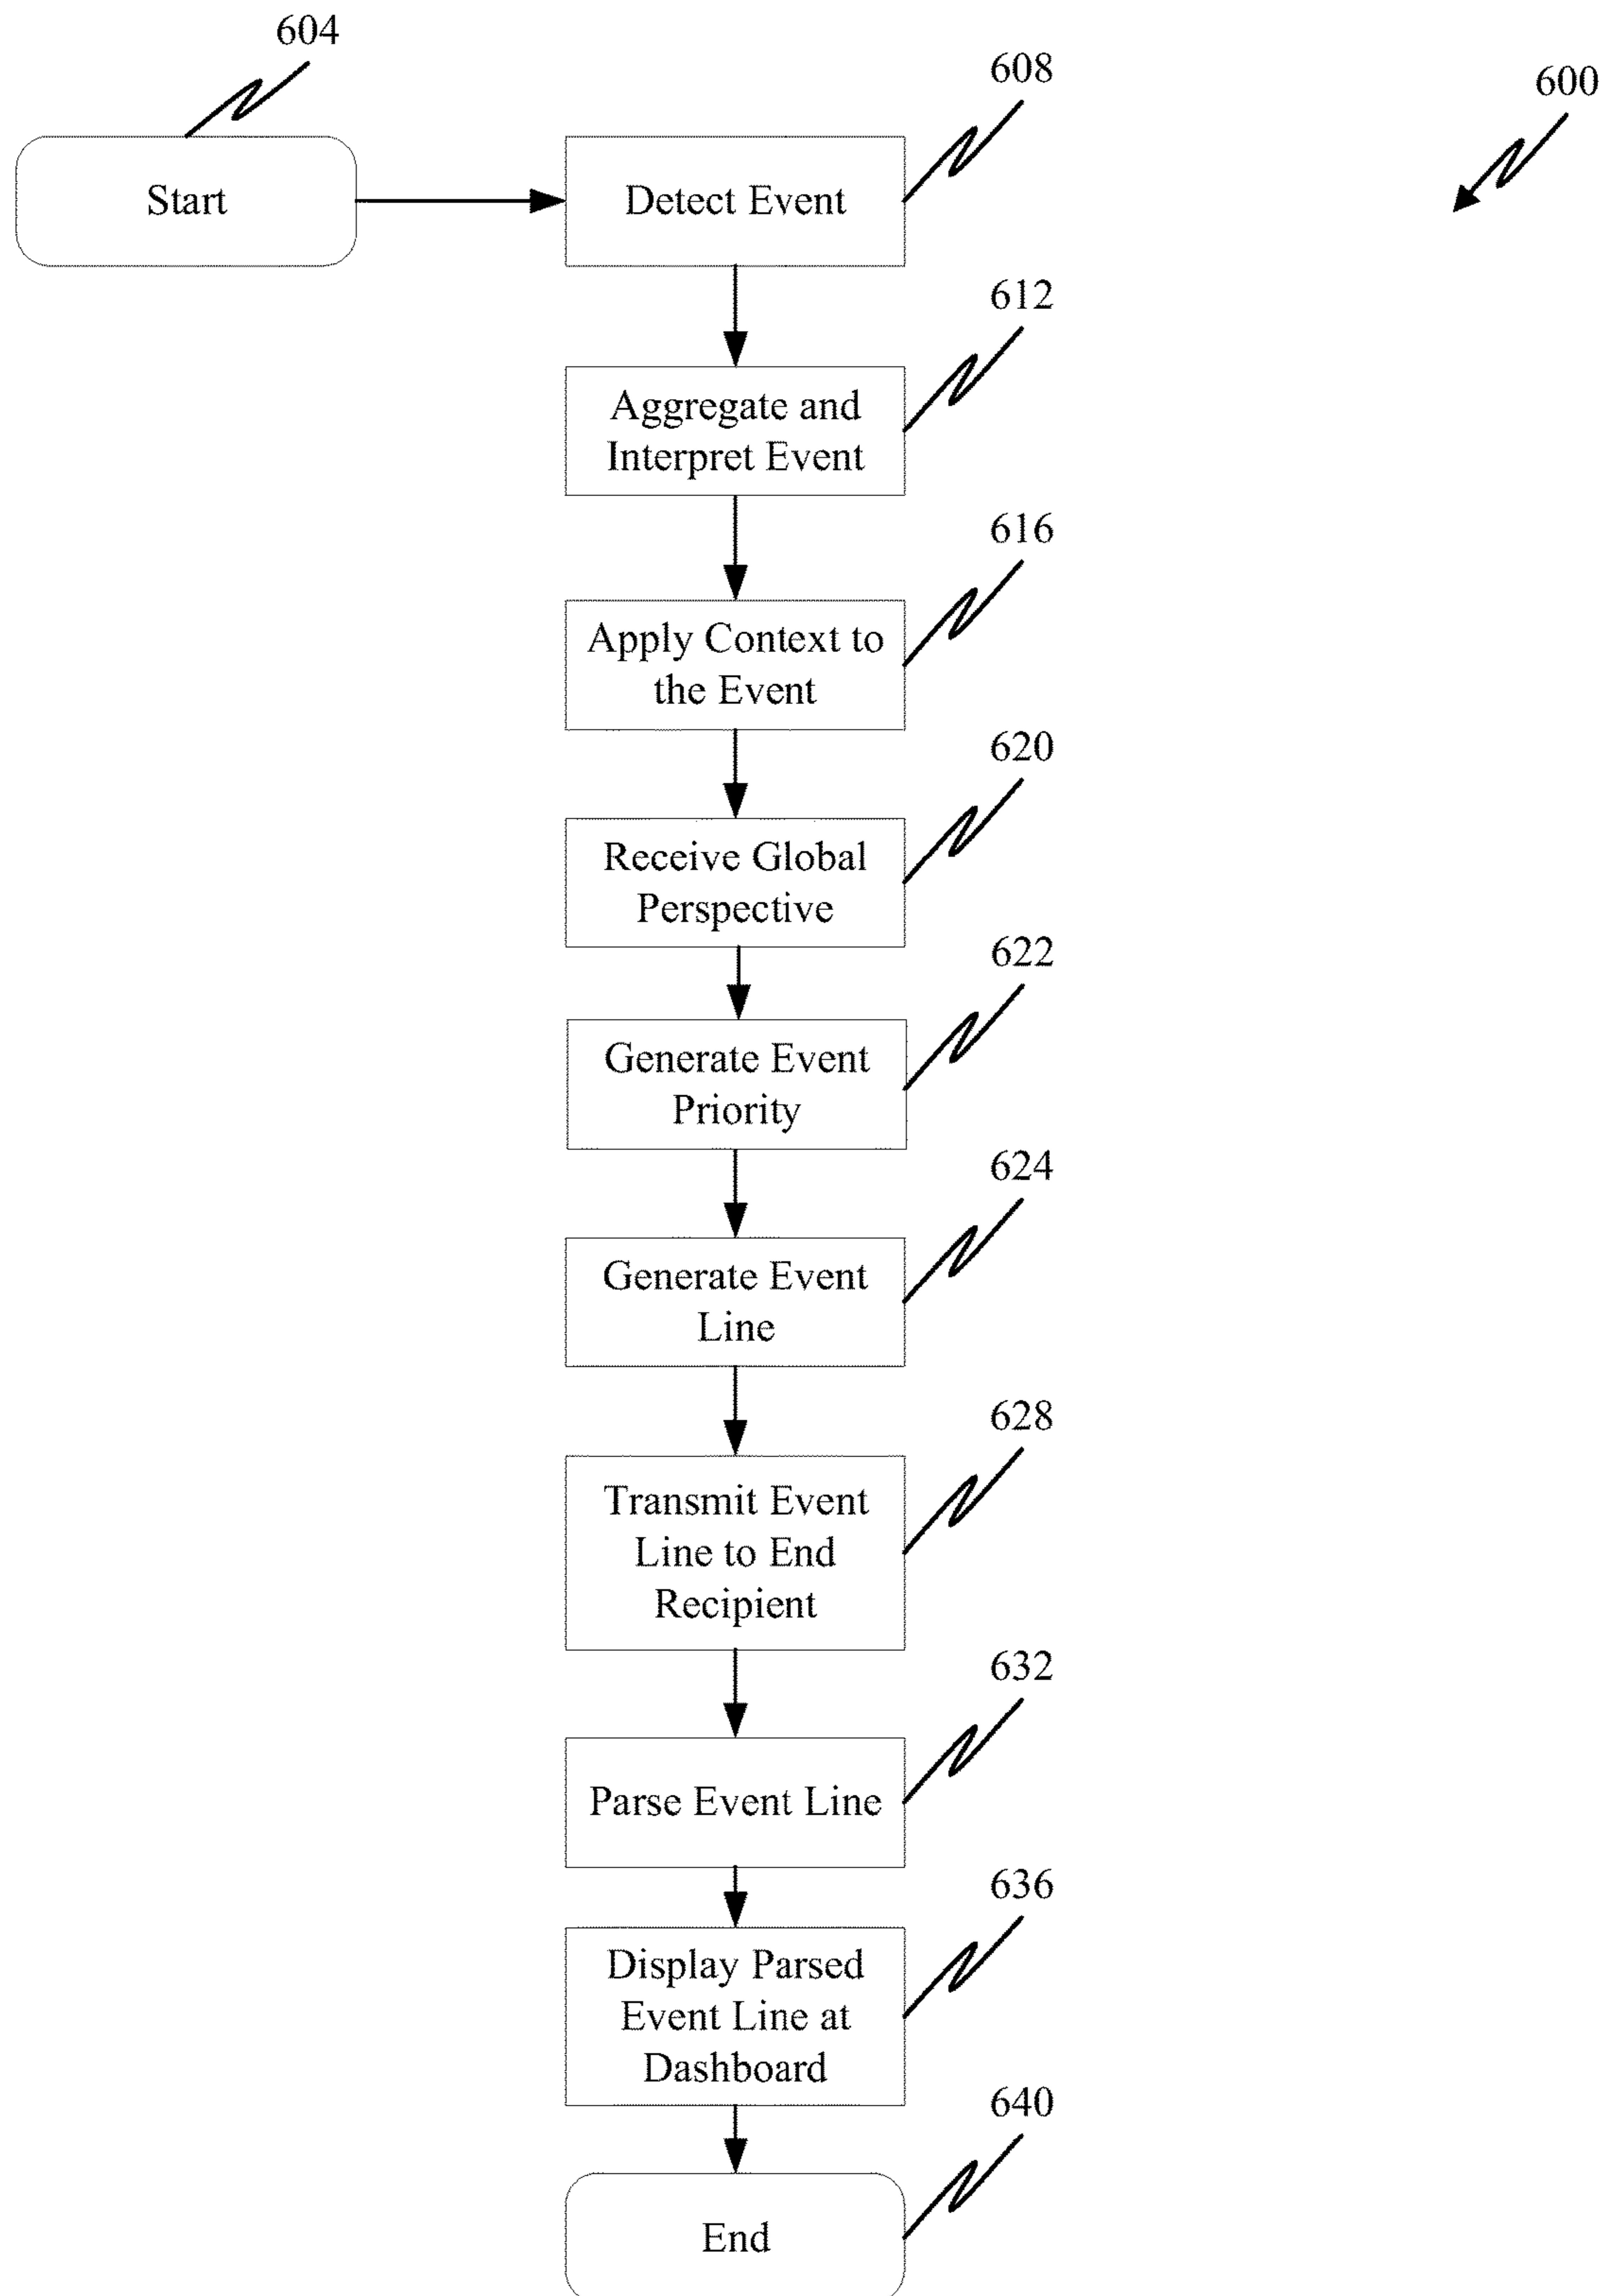 604
608
600
Start
Detect Event
612
Aggregate and
Interpret Event
616
Apply Context to
the Event
620
Receive Global
Perspective
622
Generate Event
Priority
624
Generate Event
Line
628
Transmit Event
Line to End
Recipient
632
Parse Event Line
636
Display Parsed
Event Line at
Dashboard
640
End